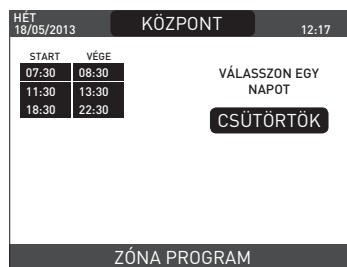 HÉT
18/05/2013 KÖZPONT 12:17
START VÉGE
07:30 08:30
11:30 13:30
18:30 22:30
VÁLASSZON EGY
NAPOT
CSÜTÖRTÖK
ZÓNA PROGRAM